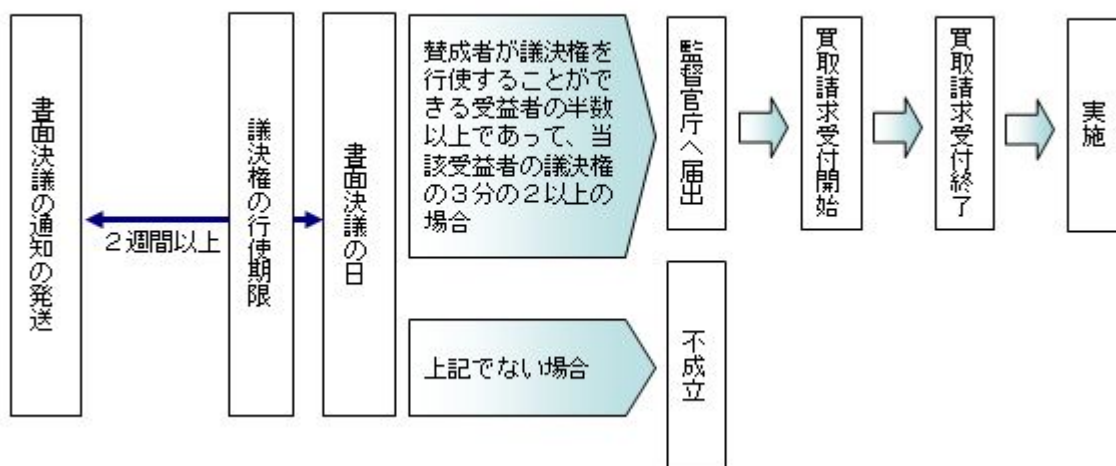 書面決議の通知の発送
２週間以上
議決権の行使期限
書面決議の日
賛成者が議決権を
行使することがで
きる受益者の半数
以上であって、当
該受益者の議決権
の３分の２以上の
場合
監督官庁へ届出
買取請求受付開始
買取請求受付終了
実施
上記でない場合
不成立